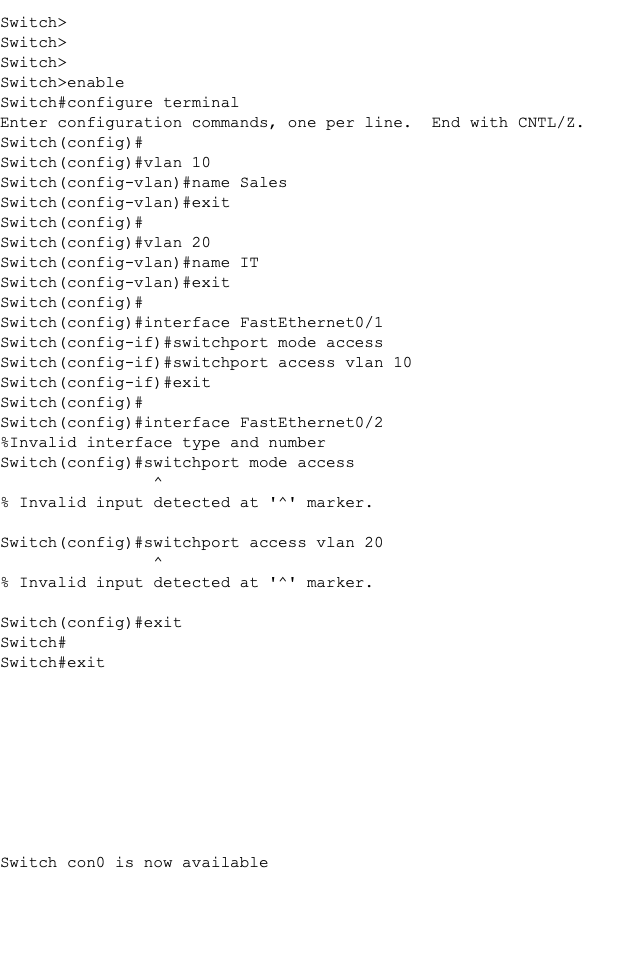 Switch>
Switch>
Switch>
Switch>enable
Switch#configure terminal
Enter configuration commands, one per line.  End with CNTL/Z.
Switch(config)#
Switch(config)#vlan 10
Switch(config-vlan)#name Sales
Switch(config-vlan)#exit
Switch(config)#
Switch(config)#vlan 20
Switch(config-vlan)#name IT
Switch(config-vlan)#exit
Switch(config)#
Switch(config)#interface FastEthernet0/1
Switch(config-if)#switchport mode access
Switch(config-if)#switchport access vlan 10
Switch(config-if)#exit
Switch(config)#
Switch(config)#interface FastEthernet0/2
%Invalid interface type and number
Switch(config)#switchport mode access
                ^
% Invalid input detected at '^' marker.

Switch(config)#switchport access vlan 20
                ^
% Invalid input detected at '^' marker.

Switch(config)#exit
Switch#
Switch#exit

Switch con0 is now available